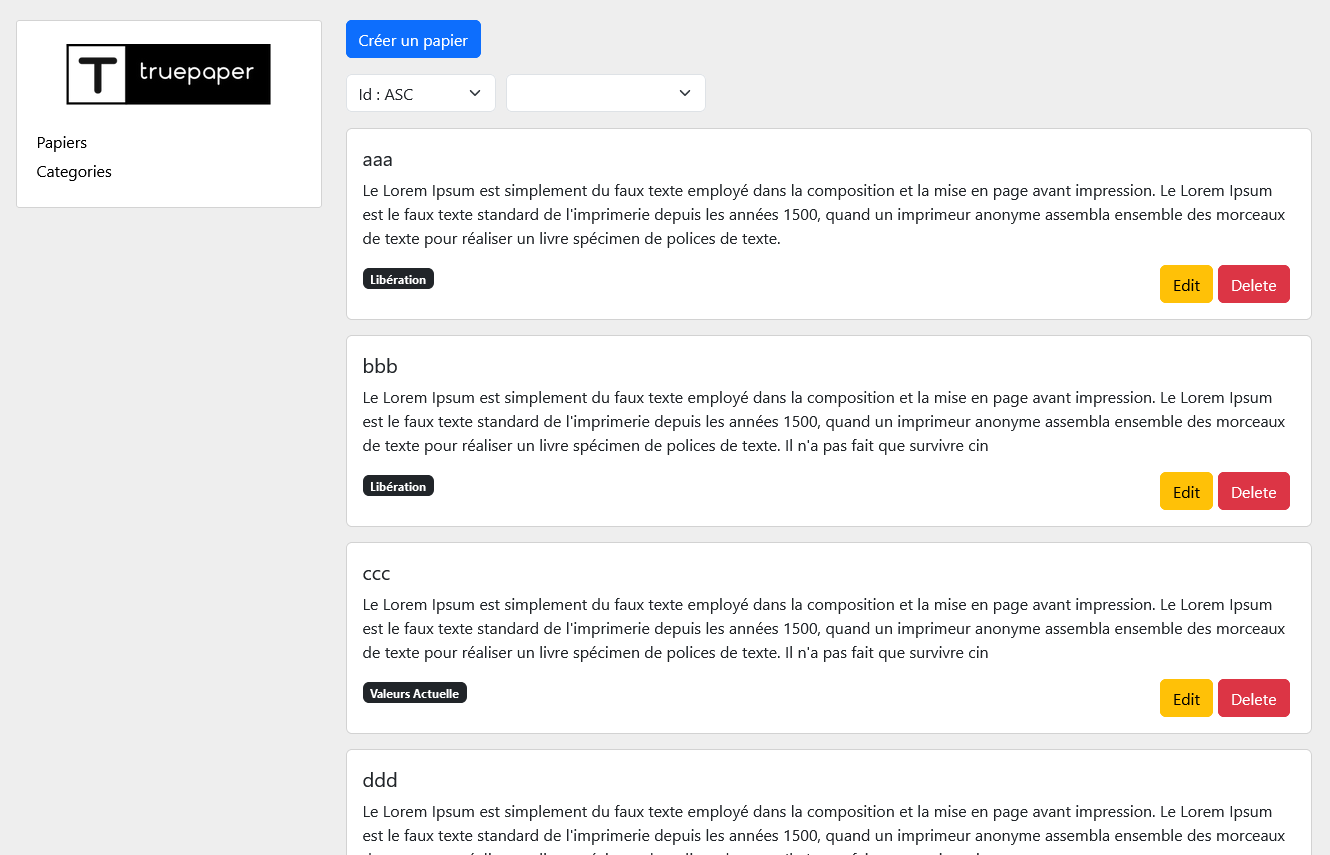 T truepaper
Papiers
Categories
Créer un papier
Id : ASC
aaa
Le Lorem Ipsum est simplement du faux texte employé dans la composition et la mise en page avant impression. Le Lorem Ipsum
est le faux texte standard de l'imprimerie depuis les années 1500, quand un imprimeur anonyme assembla ensemble des morceaux
de texte pour réaliser un livre spécimen de polices de texte.
Libération
Edit Delete
bbb
Le Lorem Ipsum est simplement du faux texte employé dans la composition et la mise en page avant impression. Le Lorem Ipsum
est le faux texte standard de l'imprimerie depuis les années 1500, quand un imprimeur anonyme assembla ensemble des morceaux
de texte pour réaliser un livre spécimen de polices de texte. Il n'a pas fait que survivre cin
Libération
Edit Delete
ccc
Le Lorem Ipsum est simplement du faux texte employé dans la composition et la mise en page avant impression. Le Lorem Ipsum
est le faux texte standard de l'imprimerie depuis les années 1500, quand un imprimeur anonyme assembla ensemble des morceaux
de texte pour réaliser un livre spécimen de polices de texte. Il n'a pas fait que survivre cin
Valeurs Actuelle
Edit Delete
ddd
Le Lorem Ipsum est simplement du faux texte employé dans la composition et la mise en page avant impression. Le Lorem Ipsum
est le faux texte standard de l'imprimerie depuis les années 1500, quand un imprimeur anonyme assembla ensemble des morceaux